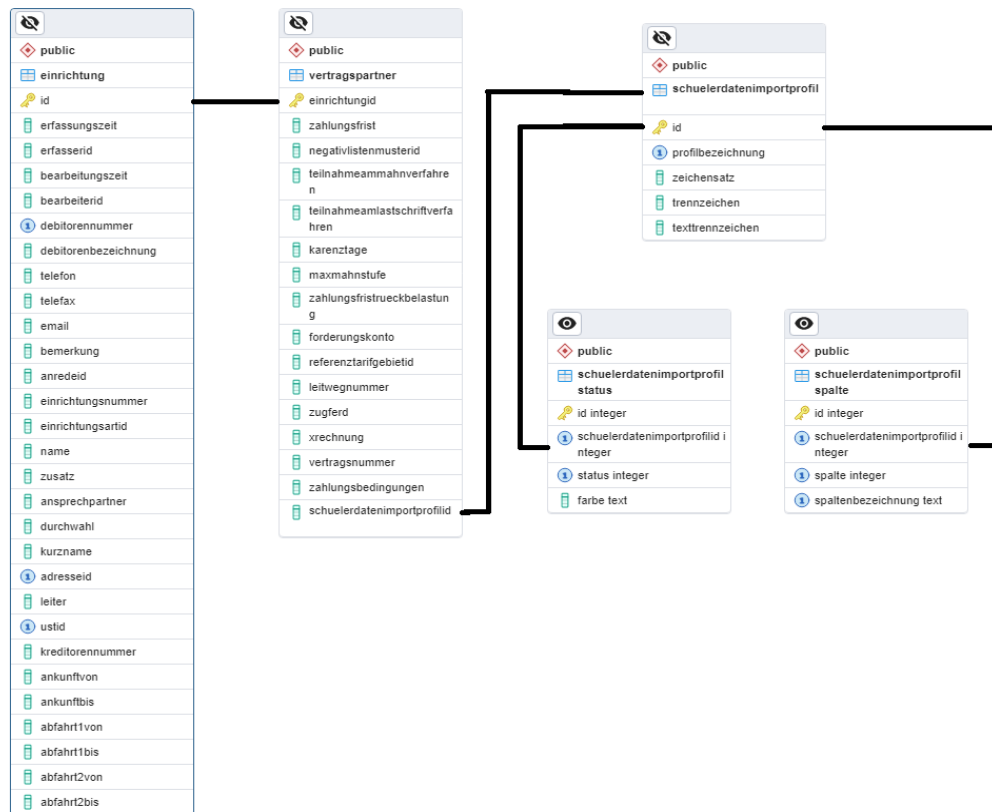 public
einrichtung
id
erfassungszeit
erfasserid
bearbeitungszeit
bearbeiterid
debitorennummer
debitorenbezeichnung
telefon
telefax
email
bemerkung
anredeid
einrichtungsnummer
einrichtungsartid
name
zusatz
ansprechpartner
durchwahl
kurzname
adresseid
leiter
ustid
kreditorennummer
ankunftvon
ankunftbis
abfahrt1von
abfahrt1bis
abfahrt2von
abfahrt2bis
public
vertragspartner
einrichtungid
zahlungsfrist
negativlistenmusterid
teilnahmeammahnverfahre
n
teilnahmeamlastschriftverfa
hren
karenztage
maxmahnstufe
zahlungsfristrueckbelastun
g
forderungskonto
referenztarifgebietid
leitwegnummer
zugferd
xrechnung
vertragsnummer
zahlungsbedingungen
schuelerdatenimportprofilid
public
schuelerdatenimportprofil
id
profilbezeichnung
zeichensatz
trennzeichen
texttrennzeichen
public
schuelerdatenimportprofil
status
id integer
schuelerdatenimportprofilid i
nteger
status integer
farbe text
public
schuelerdatenimportprofil
spalte
id integer
schuelerdatenimportprofilid i
nteger
spalte integer
spaltenbezeichnung text